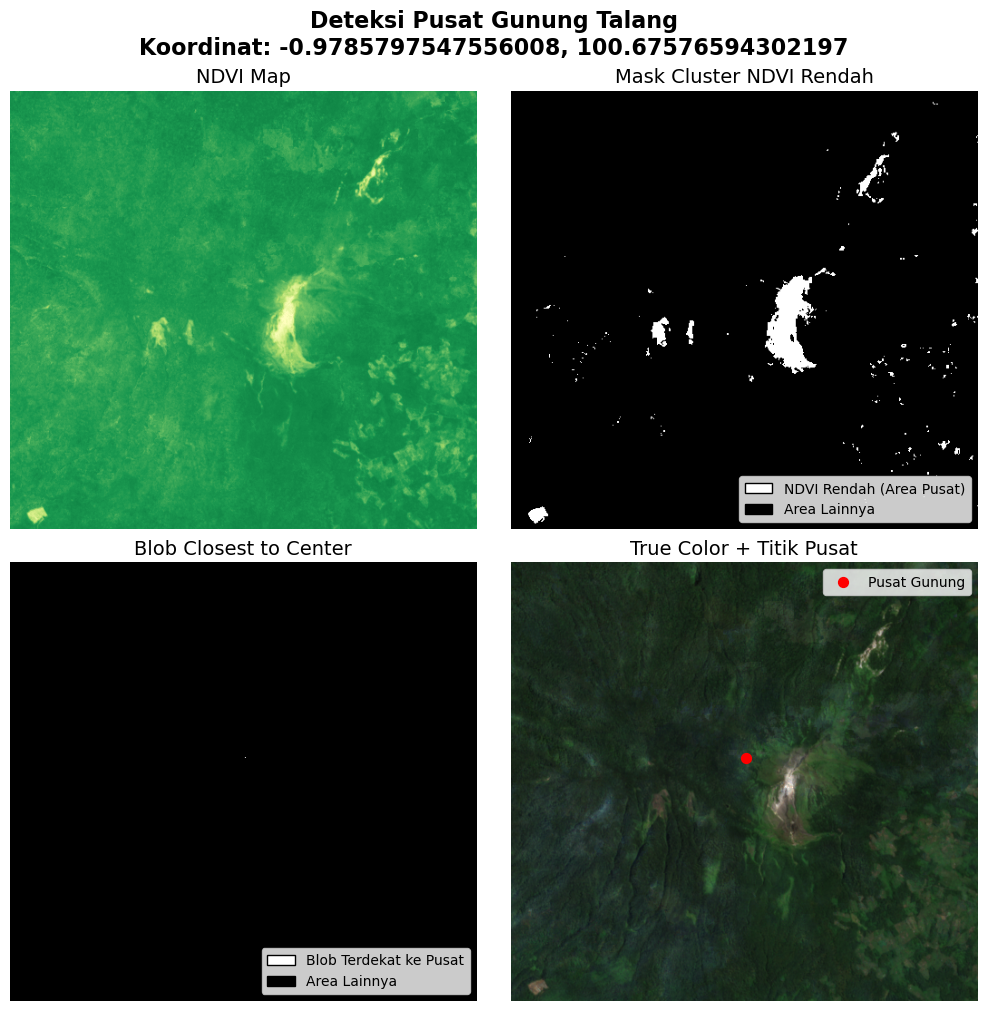 Deteksi Pusat Gunung Talang
Koordinat: -0.9785797547556008, 100.67576594302197
NDVI Map
Mask Cluster NDVI Rendah
NDVI Rendah (Area Pusat)
Area Lainnya
Blob Closest to Center
True Color + Titik Pusat
Pusat Gunung
Blob Terdekat ke Pusat
Area Lainnya